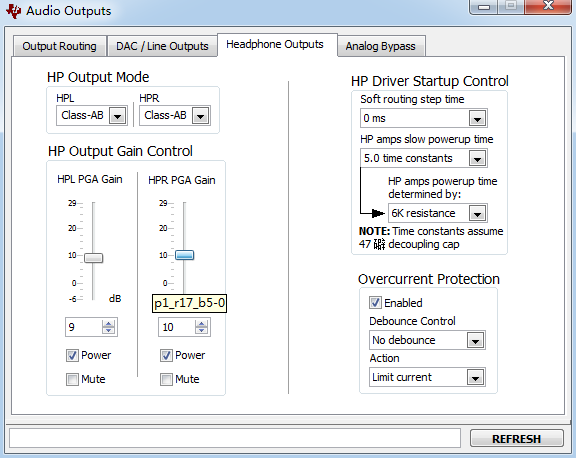 Audio Outputs
Output Routing
DAC / Line Outputs
Headphone Outputs
Analog Bypass
HP Output Mode
HPL
HPR
Class-AB
Class-AB
HP Output Gain Control
HPL PGA Gain
HPR PGA Gain
29
20
10
0
-6
dB
29
20
10
0
p1_r17_b5-0
9
10
Power
Power
Mute
Mute
HP Driver Startup Control
Soft routing step time
0 ms
HP amps slow powerup time
5.0 time constants
HP amps powerup time
determined by:
6K resistance
NOTE: Time constants assume
47 decoupling cap
Overcurrent Protection
Enabled
Debounce Control
No debounce
Action
Limit current
REFRESH